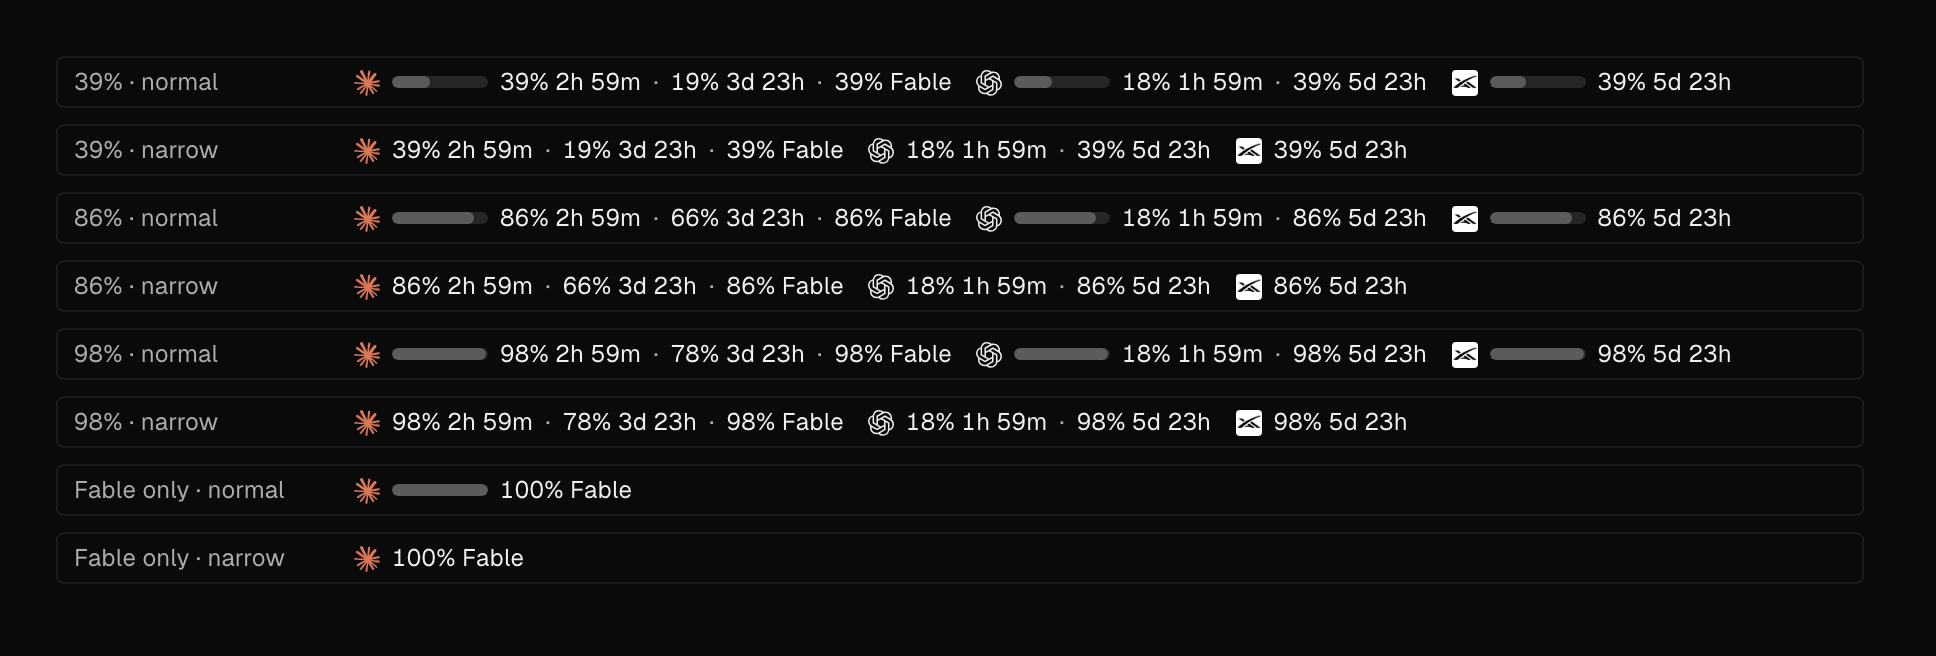 39% · normal 39% 2h 59m · 19% 3d 23h · 39% Fable 18% 1h 59m · 39% 5d 23h 39% 5d 23h
39% · narrow 39% 2h 59m · 19% 3d 23h · 39% Fable 18% 1h 59m · 39% 5d 23h 39% 5d 23h
86% · normal 86% 2h 59m · 66% 3d 23h · 86% Fable 18% 1h 59m · 86% 5d 23h 86% 5d 23h
86% · narrow 86% 2h 59m · 66% 3d 23h · 86% Fable 18% 1h 59m · 86% 5d 23h 86% 5d 23h
98% · normal 98% 2h 59m · 78% 3d 23h · 98% Fable 18% 1h 59m · 98% 5d 23h 98% 5d 23h
98% · narrow 98% 2h 59m · 78% 3d 23h · 98% Fable 18% 1h 59m · 98% 5d 23h 98% 5d 23h
Fable only · normal 100% Fable
Fable only · narrow 100% Fable